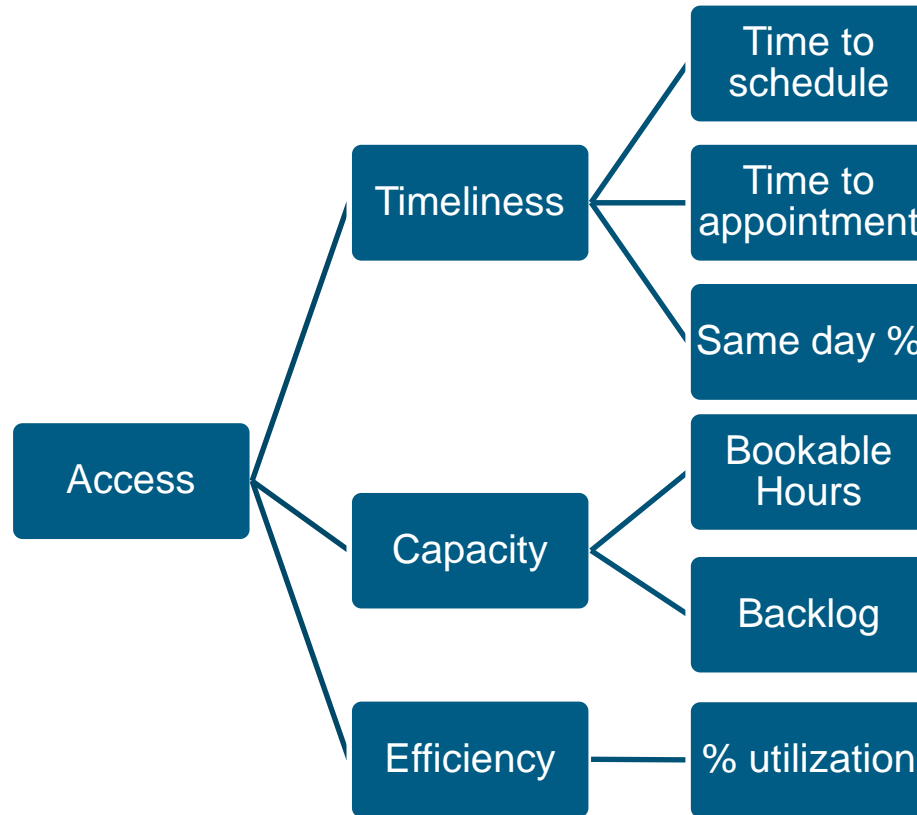 Time to
schedule
Timeliness
Time to
appointment
Same day %
Access
Bookable
Hours
Capacity
Backlog
Efficiency
% utilization